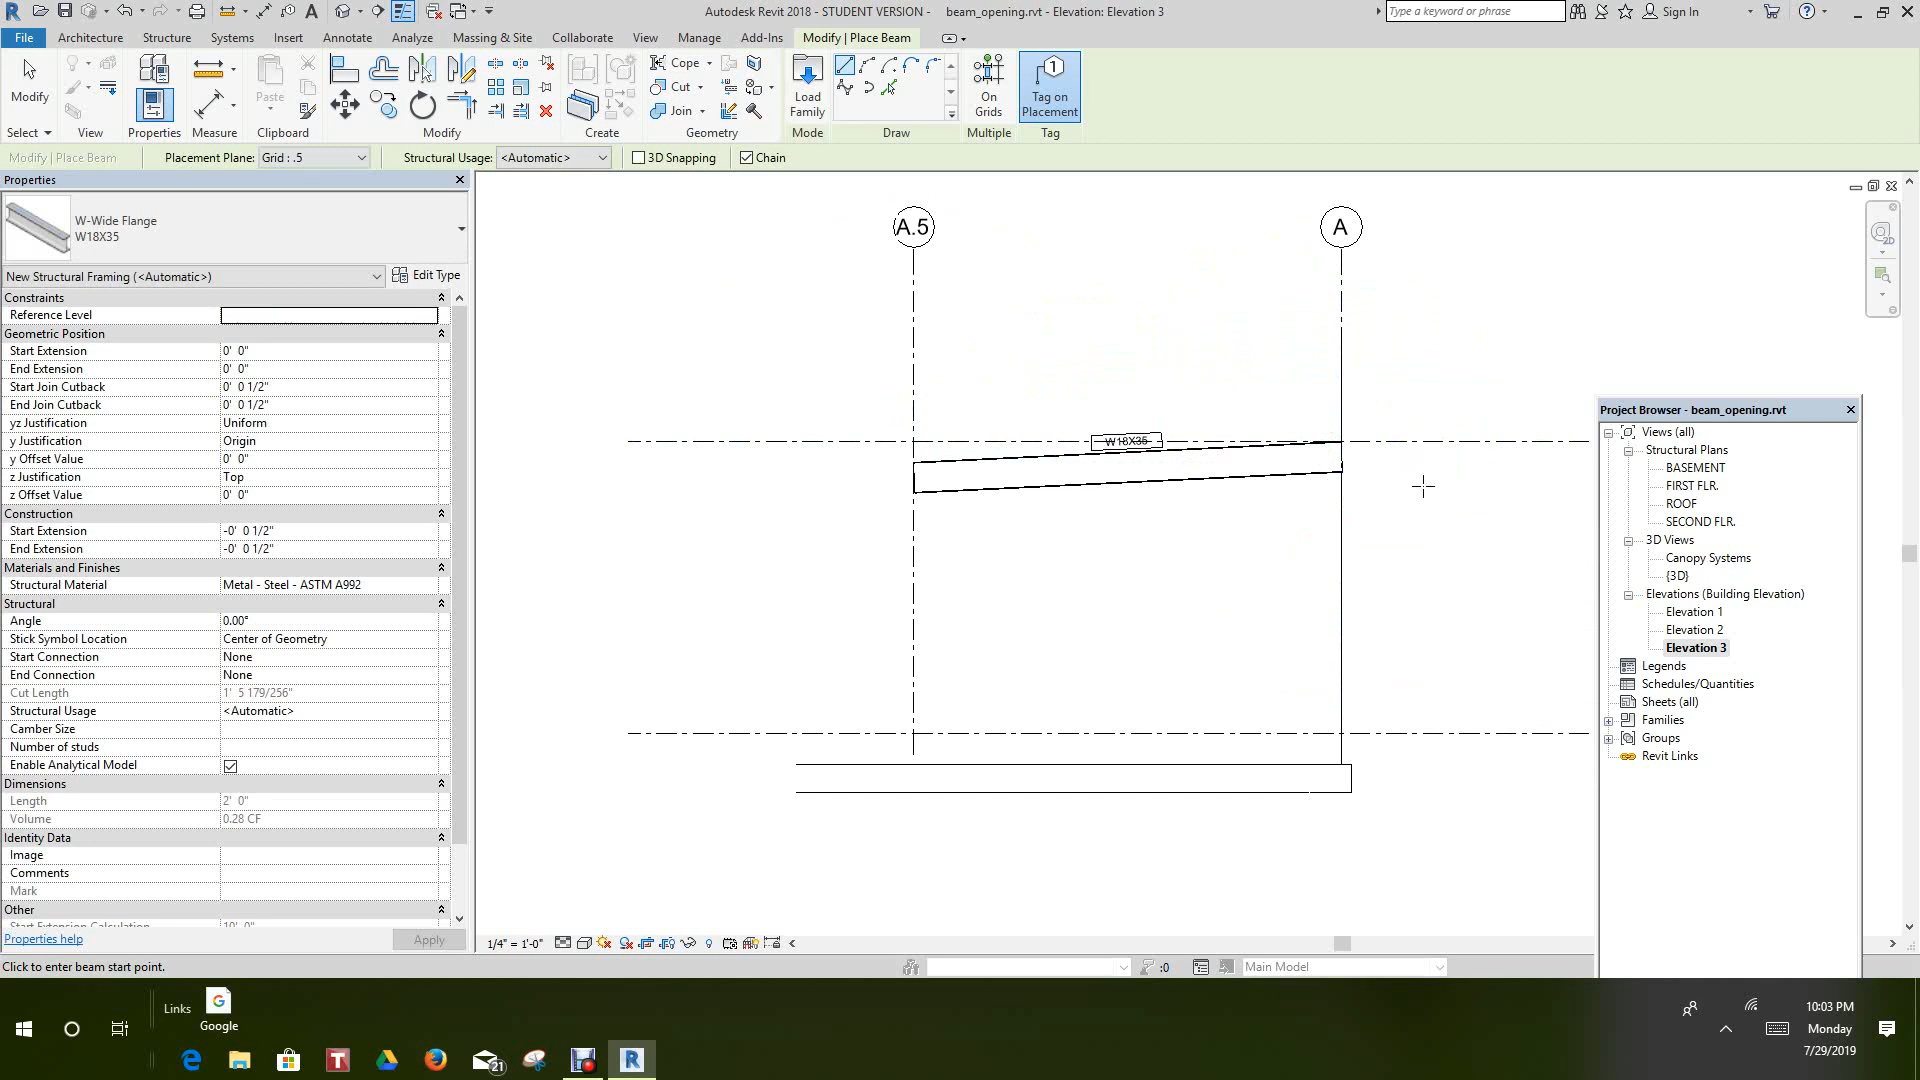 Autodesk Revit 2018 - STUDENT VERSION - beam_opening.rvt - Elevation: Elevation 3
Type a keyword or phrase
Sign In
File Architecture Structure Systems Insert Annotate Analyze Massing & Site Collaborate View Manage Add-Ins Modify | Place Beam
Modify
Paste
Cope
Cut
Join
Load Family
On Grids
1
Tag on Placement
Select View Properties Measure Clipboard Modify Create Geometry Mode Draw Multiple Tag
Modify | Place Beam Placement Plane: Grid : .5 Structural Usage: <Automatic> 3D Snapping Chain
Properties
W-Wide Flange
W18X35
New Structural Framing (<Automatic>) Edit Type
Constraints
Reference Level
Geometric Position
Start Extension 0' 0"
End Extension 0' 0"
Start Join Cutback 0' 0 1/2"
End Join Cutback 0' 0 1/2"
yz Justification Uniform
y Justification Origin
y Offset Value 0' 0"
z Justification Top
z Offset Value 0' 0"
Construction
Start Extension -0' 0 1/2"
End Extension -0' 0 1/2"
Materials and Finishes
Structural Material Metal - Steel - ASTM A992
Structural
Angle 0.00°
Stick Symbol Location Center of Geometry
Start Connection None
End Connection None
Cut Length 1' 5 179/256"
Structural Usage <Automatic>
Camber Size
Number of studs
Enable Analytical Model
Dimensions
Length 2' 0"
Volume 0.28 CF
Identity Data
Image
Comments
Mark
Other
Start Extension Calculation 10' 0"
Properties help Apply
A.5
A
W18X35
2D
Project Browser - beam_opening.rvt
Views (all)
Structural Plans
BASEMENT
FIRST FLR.
ROOF
SECOND FLR.
3D Views
Canopy Systems
{3D}
Elevations (Building Elevation)
Elevation 1
Elevation 2
Elevation 3
Legends
Schedules/Quantities
Sheets (all)
Families
Groups
Revit Links
1/4" = 1'-0"
Click to enter beam start point.
:0
Main Model
Links
Google
21
10:03 PM
Monday
7/29/2019